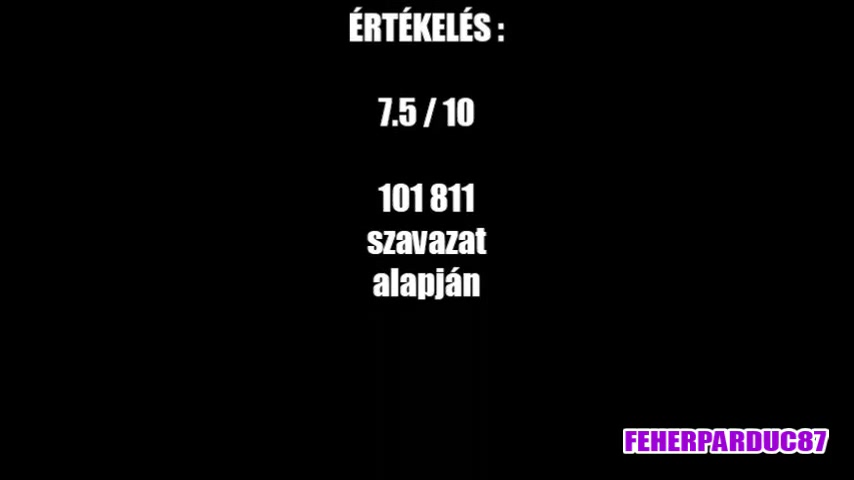 ÉRTÉKELÉS :
7.5 / 10
101 811
szavazat
alapján
FEHERPARDUC87